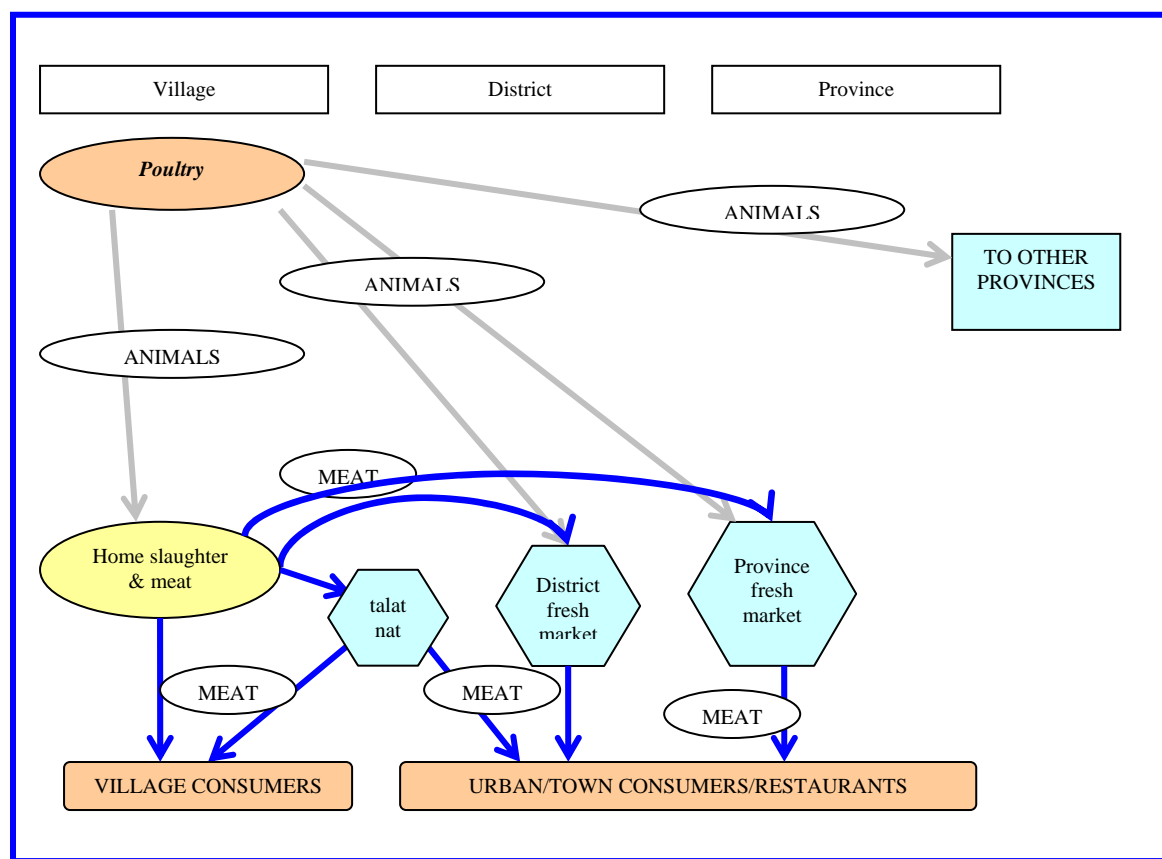 Village
District
Province
Poultry
ANIMALS
TO OTHER
PROVINCES
ANIMALS
ANIMALS
MEAT
Home slaughter
& meat
talat
nat
District
fresh
market
Province
fresh
market
MEAT
MEAT
MEAT
VILLAGE CONSUMERS
URBAN/TOWN CONSUMERS/RESTAURANTS